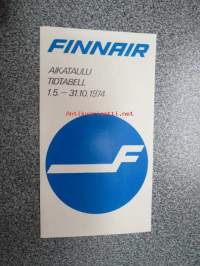 FINNAIR
AIKATAULU
TIDTABELL
1.5.– 31.10.1974
F